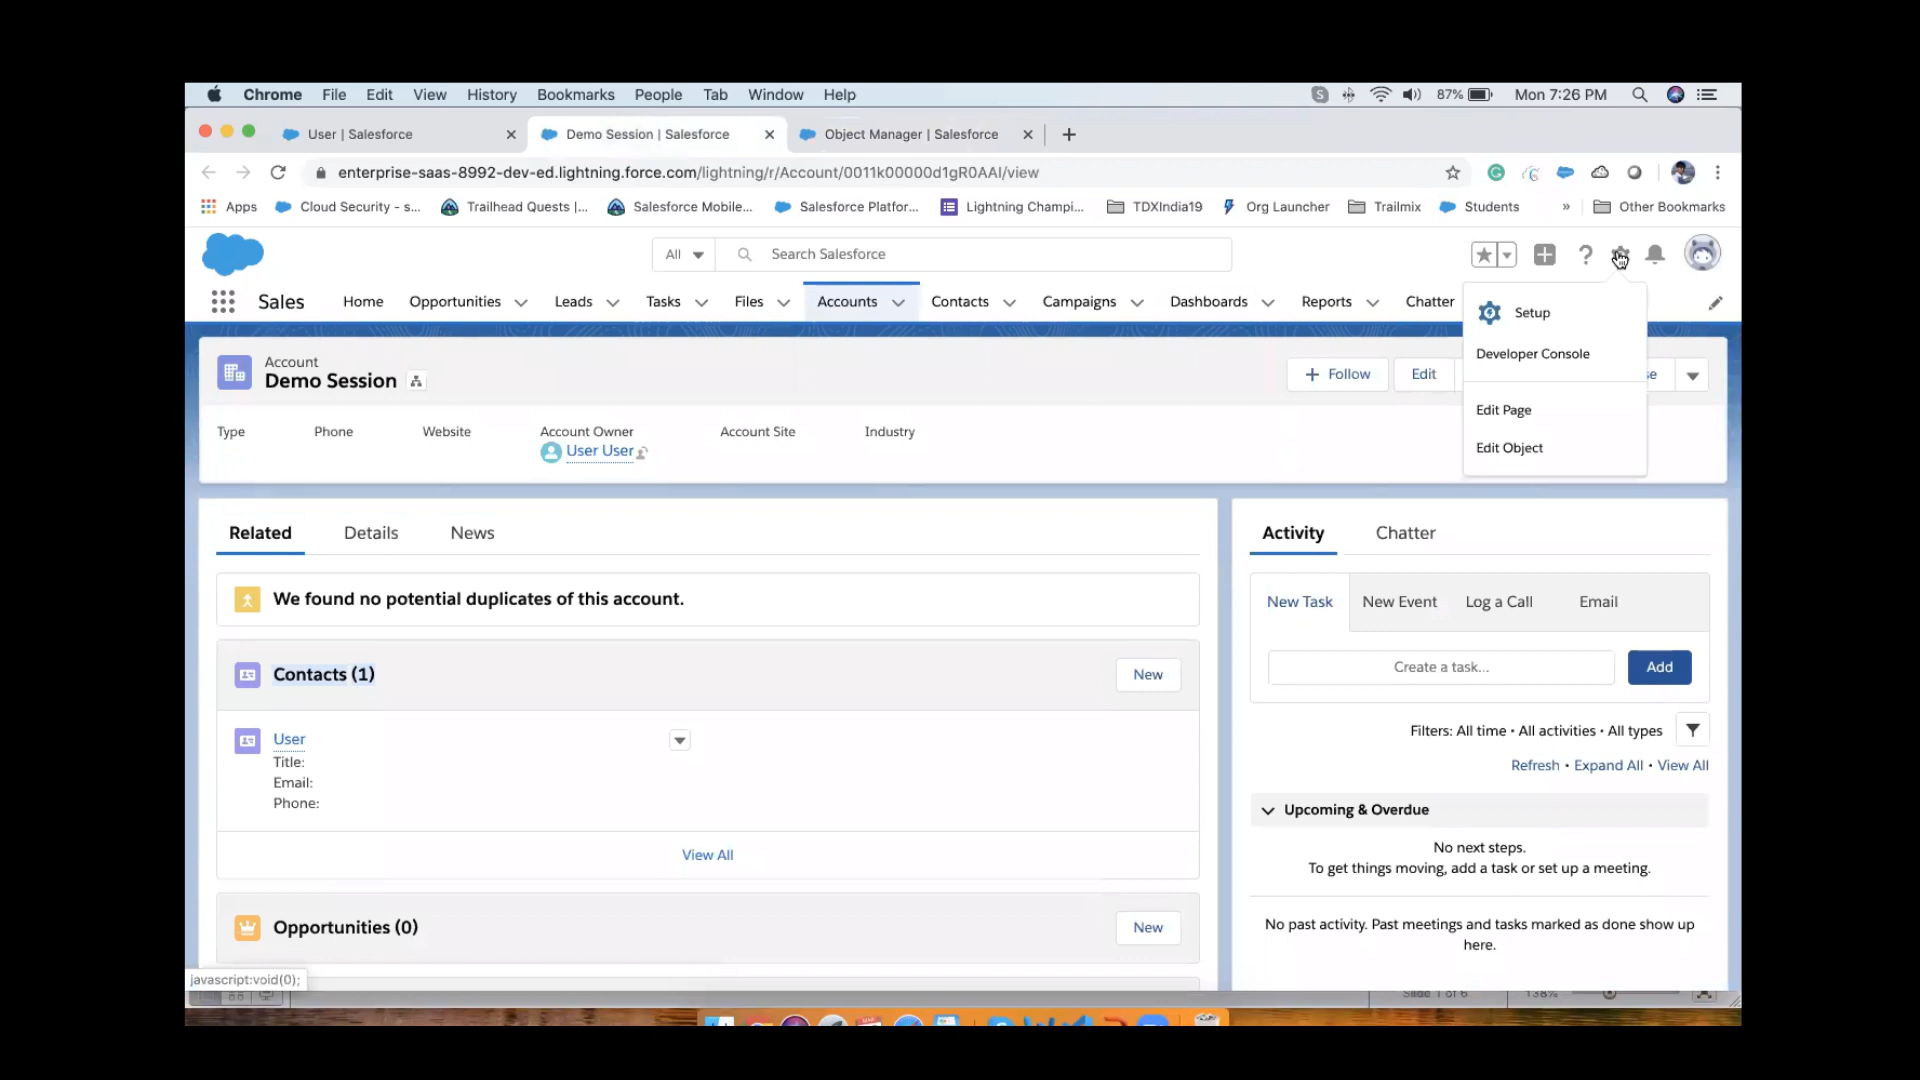 Chrome File Edit View History Bookmarks People Tab Window Help 87% Mon 7:26 PM
User | Salesforce Demo Session | Salesforce Object Manager | Salesforce
enterprise-saas-8992-dev-ed.lightning.force.com/lightning/r/Account/0011k00000d1gR0AAI/view
Apps Cloud Security - s... Trailhead Quests |... Salesforce Mobile... Salesforce Platfor... Lightning Champi... TDXIndia19 Org Launcher Trailmix Students » Other Bookmarks
All Search Salesforce
Sales Home Opportunities Leads Tasks Files Accounts Contacts Campaigns Dashboards Reports Chatter
Setup
Developer Console
Edit Page
Edit Object
Account
Demo Session
+ Follow Edit se
Type Phone Website Account Owner Account Site Industry
User User
Related Details News
We found no potential duplicates of this account.
Contacts (1) New
User
Title:
Email:
Phone:
View All
Opportunities (0) New
Activity Chatter
New Task New Event Log a Call Email
Create a task... Add
Filters: All time • All activities • All types
Refresh • Expand All • View All
Upcoming & Overdue
No next steps.
To get things moving, add a task or set up a meeting.
No past activity. Past meetings and tasks marked as done show up
here.
javascript:void(0);
Slide 1 of 6 138%